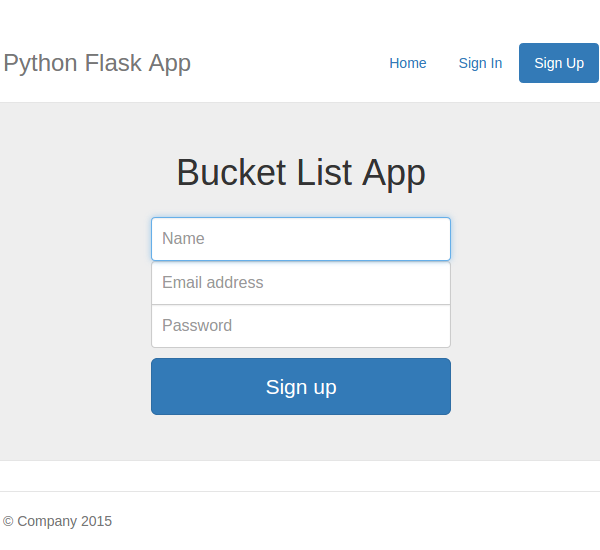 Python Flask App
Home Sign In Sign Up
Bucket List App
Name
Email address
Password
Sign up
© Company 2015